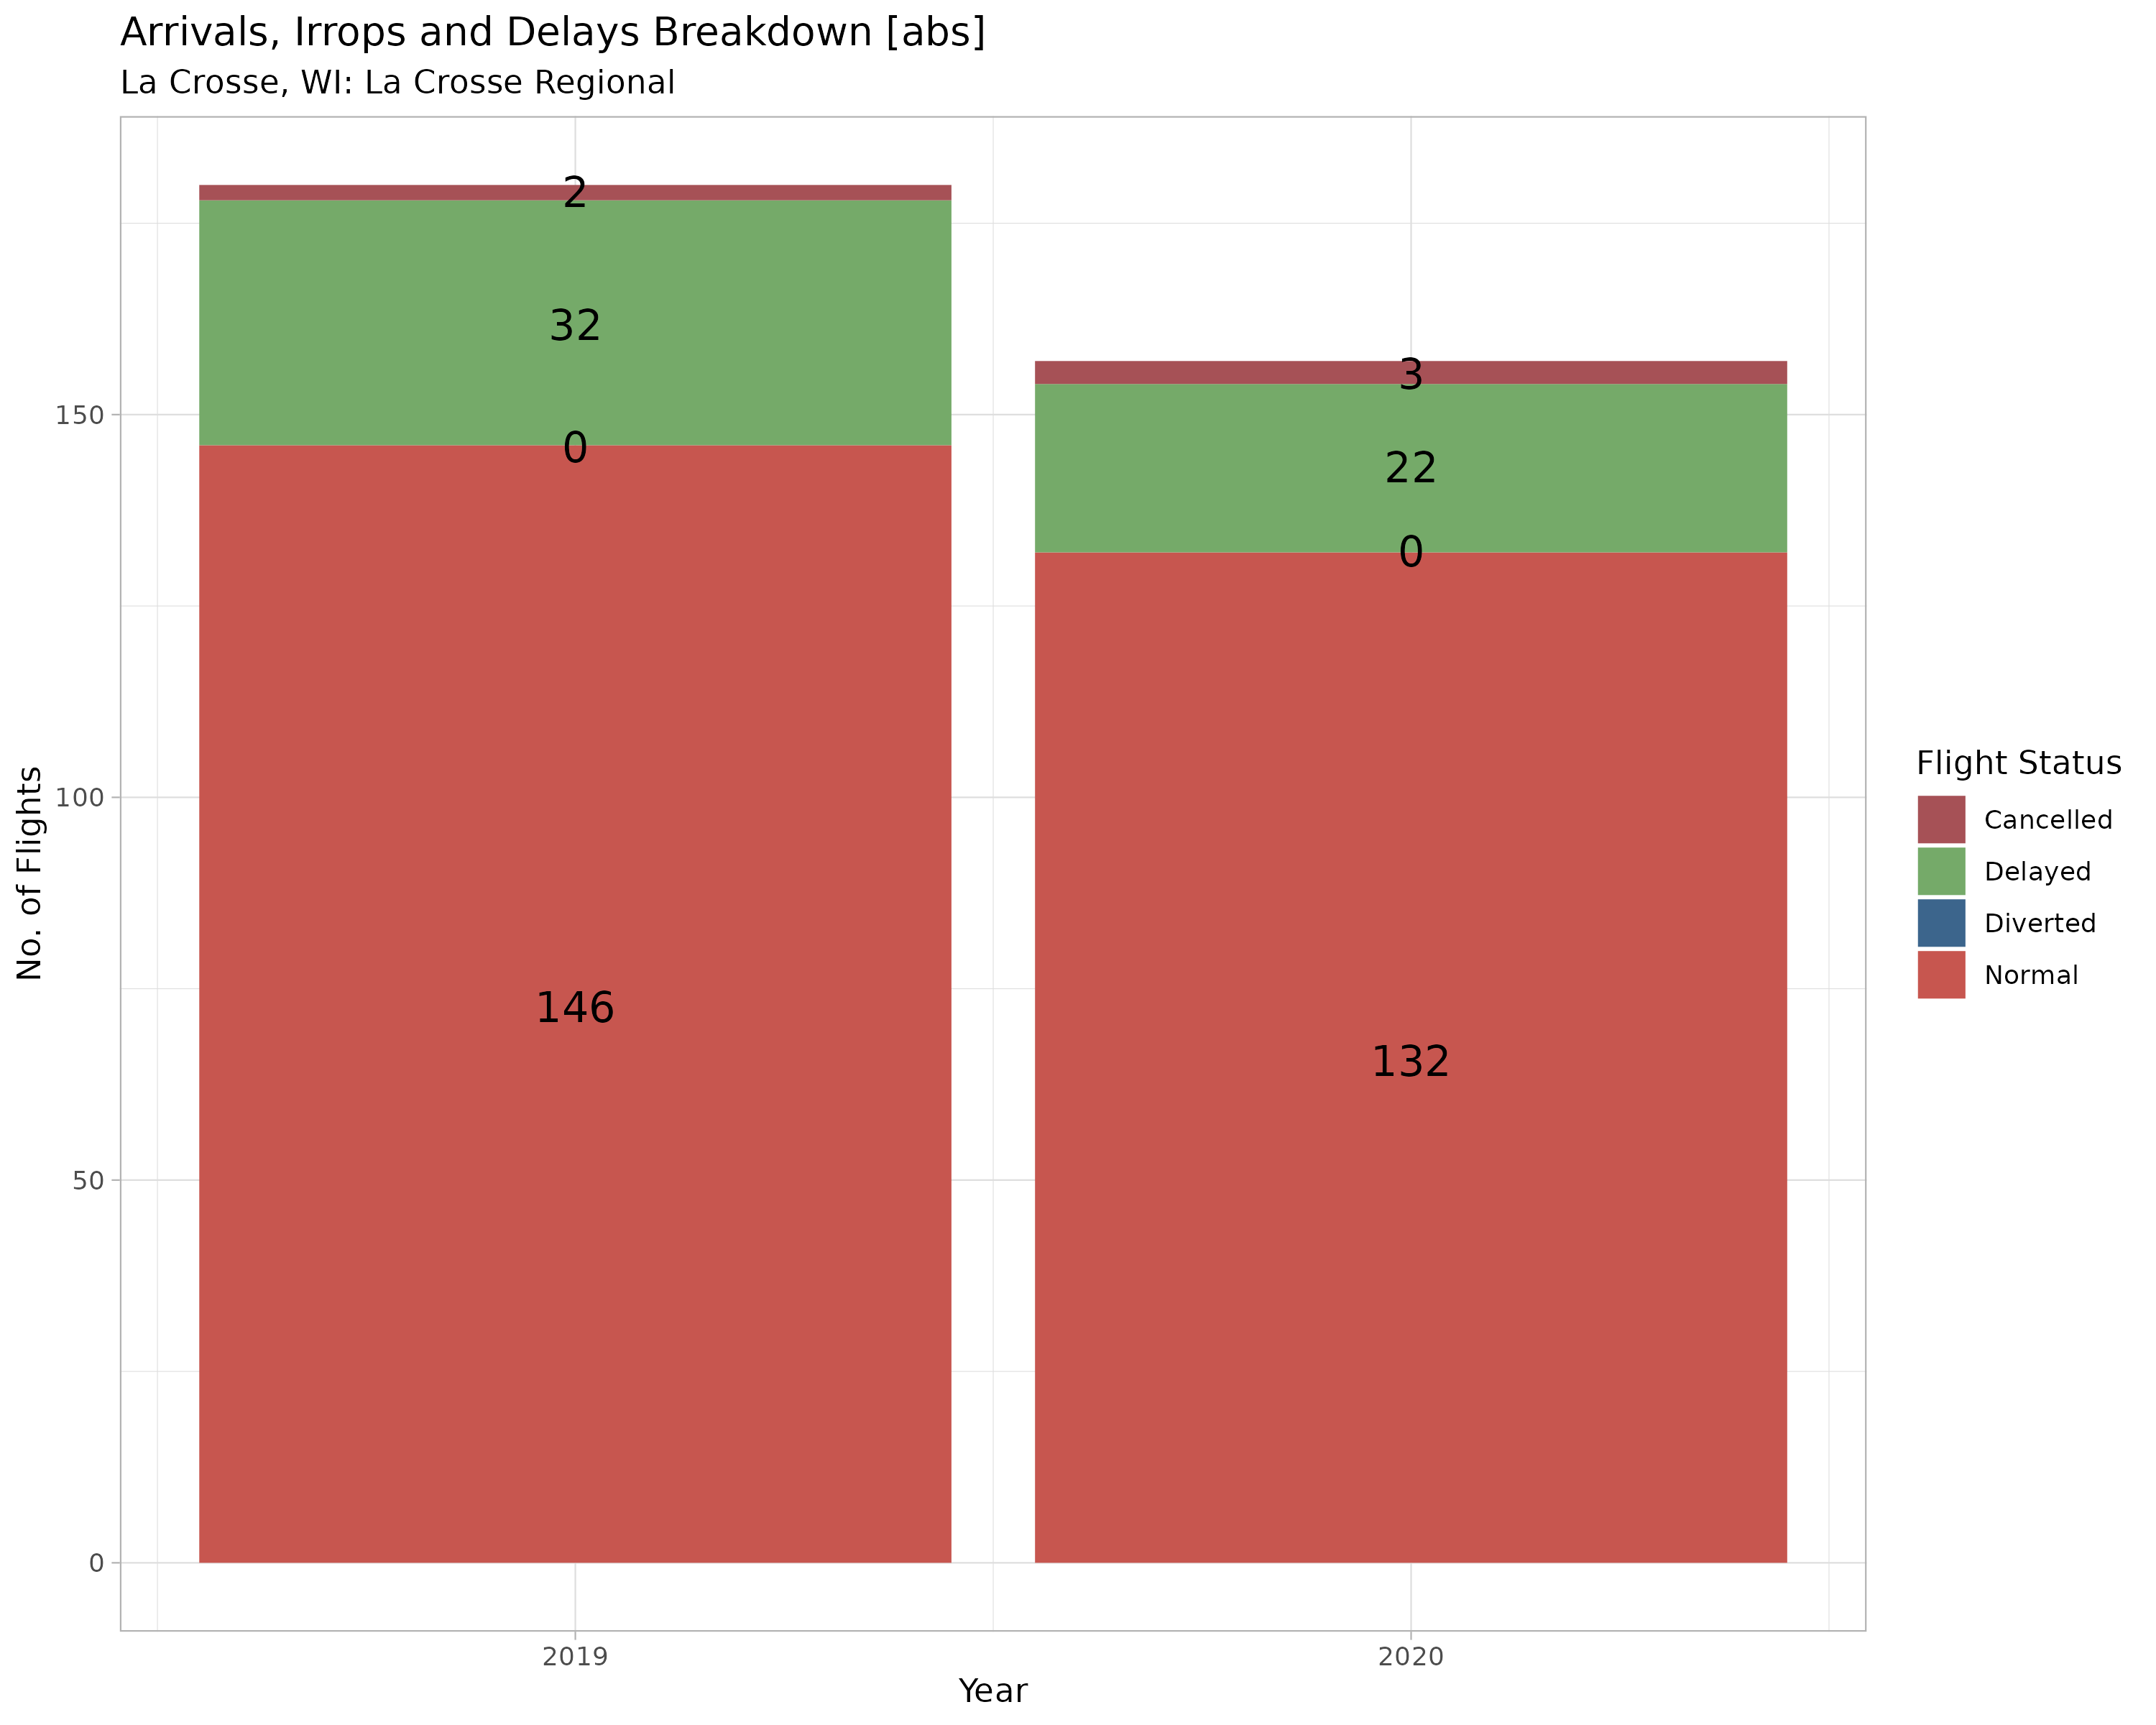 Arrivals, Irrops and Delays Breakdown [abs]
La Crosse, WI: La Crosse Regional
No. of Flights
150
100
50
0
2
32
0
146
3
22
0
132
2019
2020
Year
Flight Status
Cancelled
Delayed
Diverted
Normal